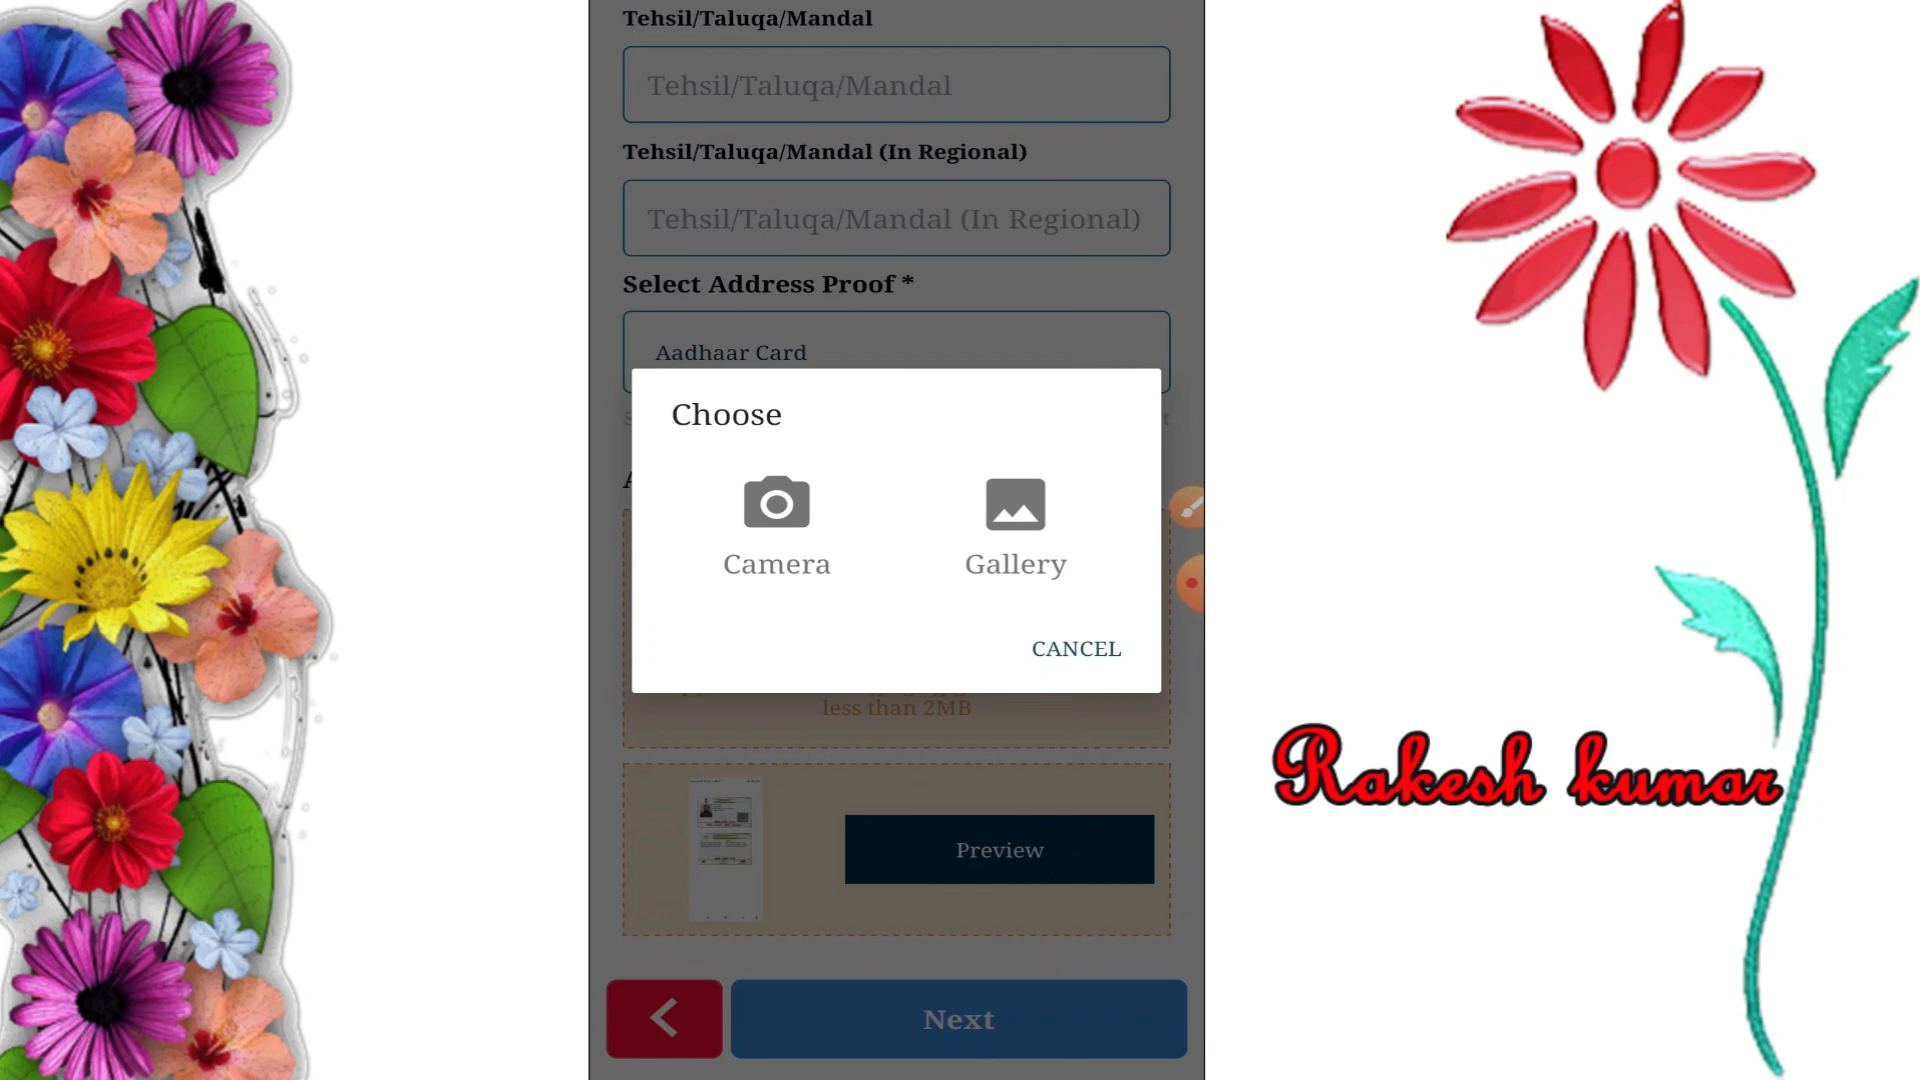 Tehsil/Taluqa/Mandal
Tehsil/Taluqa/Mandal
Tehsil/Taluqa/Mandal (In Regional)
Tehsil/Taluqa/Mandal (In Regional)
Select Address Proof *
Aadhaar Card
Choose
Camera
Gallery
CANCEL
less than 2MB
Preview
Next
Rakesh kumar